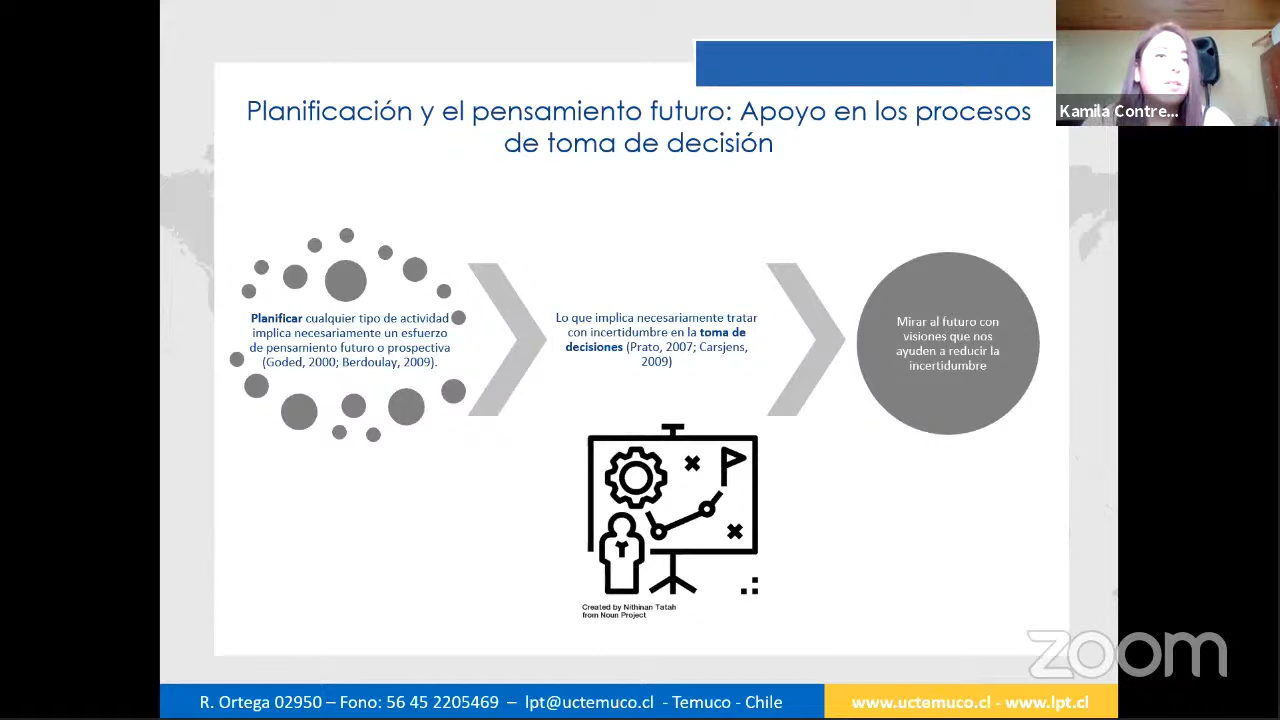 Planificación y el pensamiento futuro: Apoyo en los procesos
de toma de decisión
Kamila Contre...
Planificar cualquier tipo de actividad
implica necesariamente un esfuerzo
de pensamiento futuro o prospectiva
(Goded, 2000; Berdoulay, 2009).
Lo que implica necesariamente tratar
con incertidumbre en la toma de
decisiones (Prato, 2007; Carsjens,
2009)
Mirar al futuro con
visiones que nos
ayuden a reducir la
incertidumbre
Created by Nithinan Tatah
from Noun Project
zoom
R. Ortega 02950 – Fono: 56 45 2205469 – lpt@uctemuco.cl - Temuco - Chile
www.uctemuco.cl - www.lpt.cl